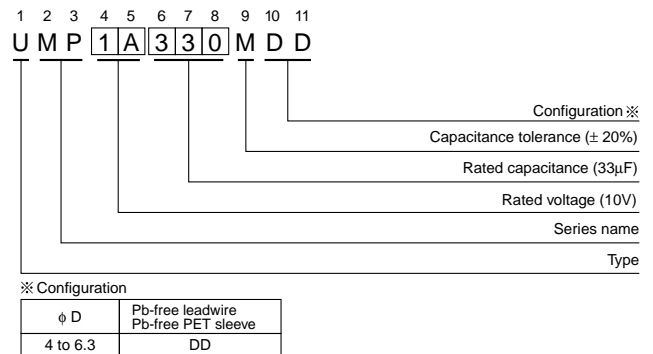 1 2 3 4 5 6 7 8 9 10 11
U M P 1 A 3 3 0 M D D
Configuration※
Capacitance tolerance (± 20%)
Rated capacitance (33µF)
Rated voltage (10V)
Series name
Type
※Configuration
ϕ D Pb-free leadwire
Pb-free PET sleeve
4 to 6.3 DD